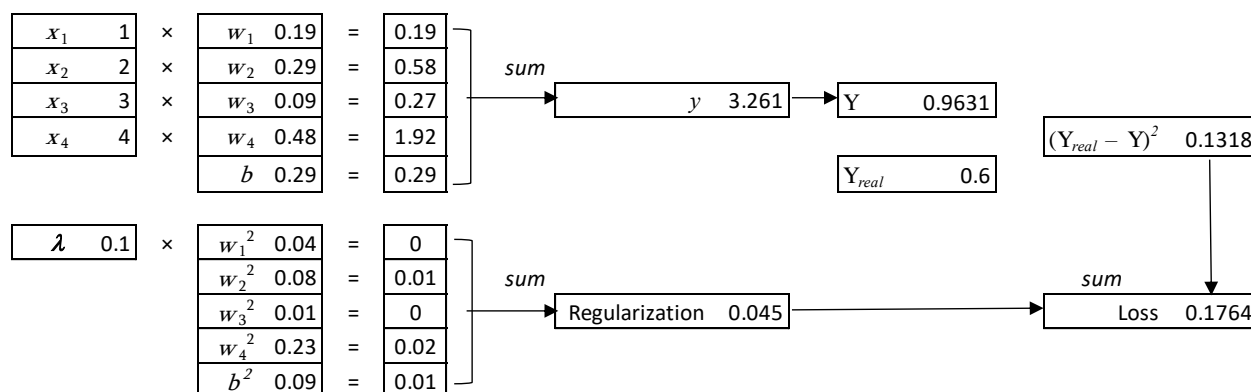 x₁ 1 × w₁ 0.19 = 0.19
x₂ 2 × w₂ 0.29 = 0.58 sum
x₃ 3 × w₃ 0.09 = 0.27 y 3.261 Y 0.9631
x₄ 4 × w₄ 0.48 = 1.92 (Y_real – Y)² 0.1318
b 0.29 = 0.29 Y_real 0.6
λ 0.1 × w₁² 0.04 = 0
w₂² 0.08 = 0.01 sum sum
w₃² 0.01 = 0 Regularization 0.045 Loss 0.1764
w₄² 0.23 = 0.02
b² 0.09 = 0.01